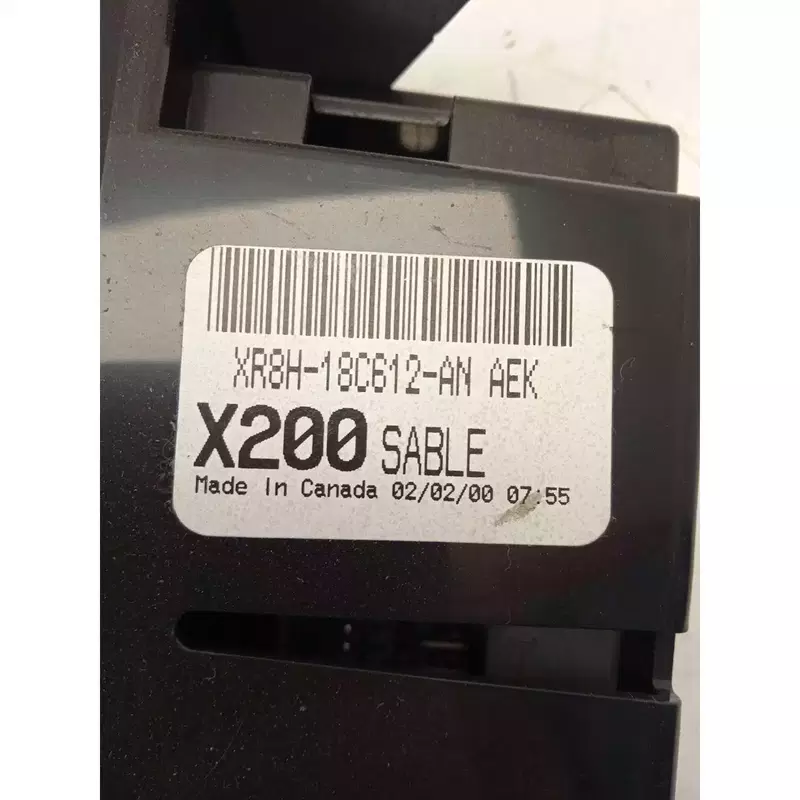 XR8H-18C612-AN AEK
X200 SABLE
Made In Canada 02/02/00 07:55